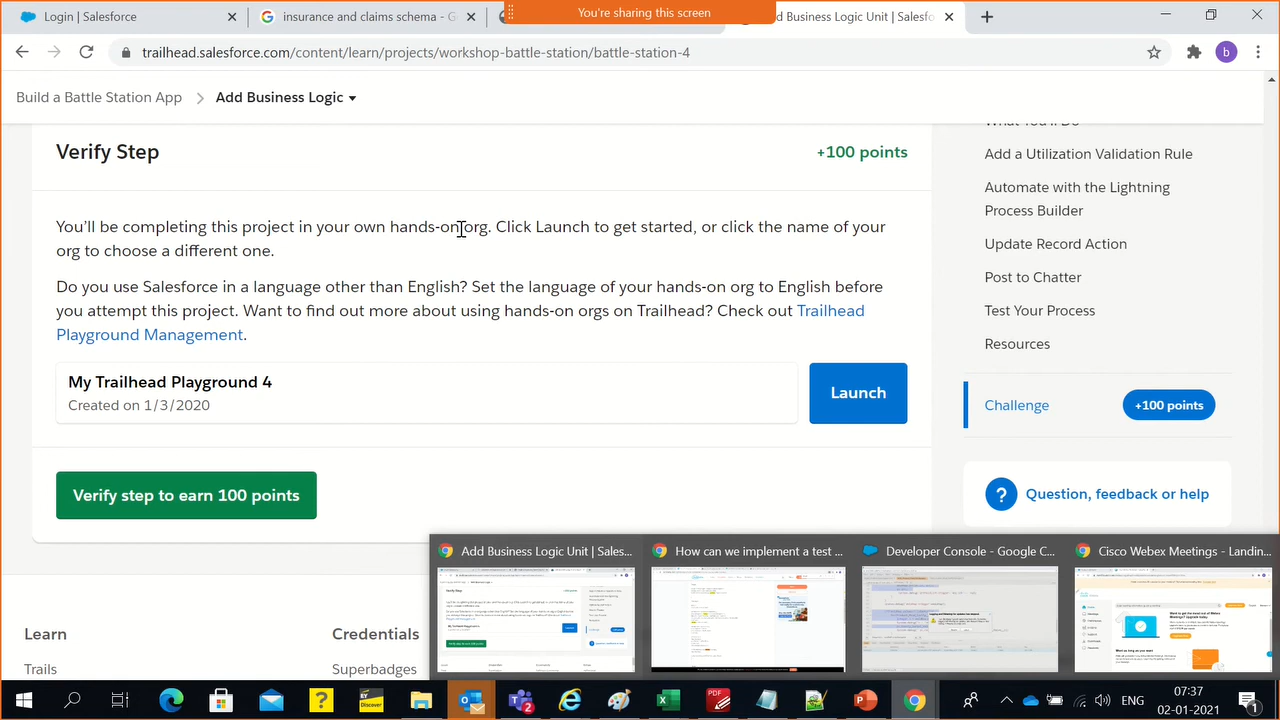 You're sharing this screen
Login | Salesforce
insurance and claims schema - G
d Business Logic Unit | Salesfo
trailhead.salesforce.com/content/learn/projects/workshop-battle-station/battle-station-4
b
Build a Battle Station App
Add Business Logic
Verify Step
+100 points
You'll be completing this project in your own hands-on org. Click Launch to get started, or click the name of your
org to choose a different one.
Do you use Salesforce in a language other than English? Set the language of your hands-on org to English before
you attempt this project. Want to find out more about using hands-on orgs on Trailhead? Check out Trailhead
Playground Management.
My Trailhead Playground 4
Created on 1/3/2020
Launch
Verify step to earn 100 points
What You'll Do
Add a Utilization Validation Rule
Automate with the Lightning
Process Builder
Update Record Action
Post to Chatter
Test Your Process
Resources
Challenge
+100 points
? Question, feedback or help
Add Business Logic Unit | Sales...
How can we implement a test ...
Developer Console - Google C...
Cisco Webex Meetings - Landin...
Learn
Credentials
Trails
Superbadges
ENG
07:37
02-01-2021
1